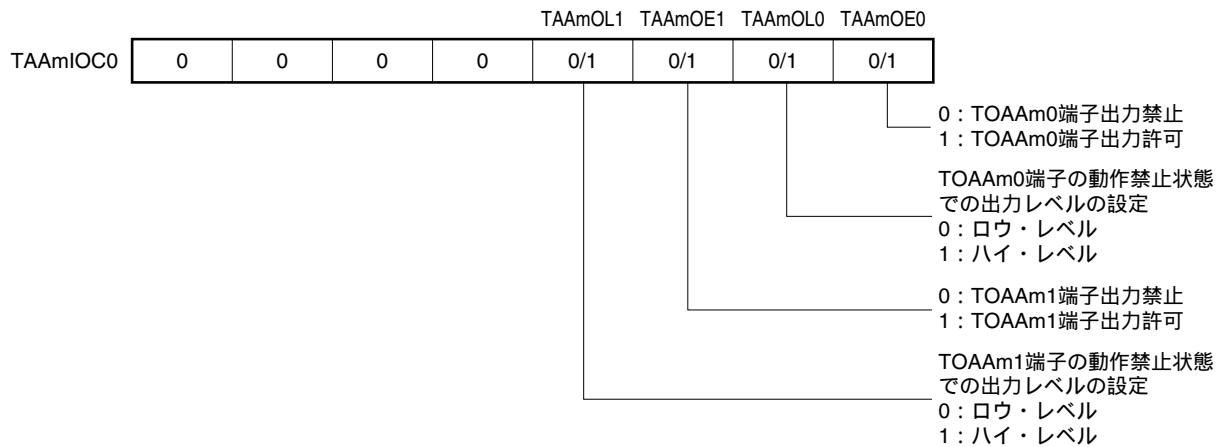 TAAmOL1 TAAmOE1 TAAmOL0 TAAmOE0
TAAmIOC0 0 0 0 0 0/1 0/1 0/1 0/1
0：TOAAm0端子出力禁止
1：TOAAm0端子出力許可
TOAAm0端子の動作禁止状態
での出力レベルの設定
0：ロウ・レベル
1：ハイ・レベル
0：TOAAm1端子出力禁止
1：TOAAm1端子出力許可
TOAAm1端子の動作禁止状態
での出力レベルの設定
0：ロウ・レベル
1：ハイ・レベル